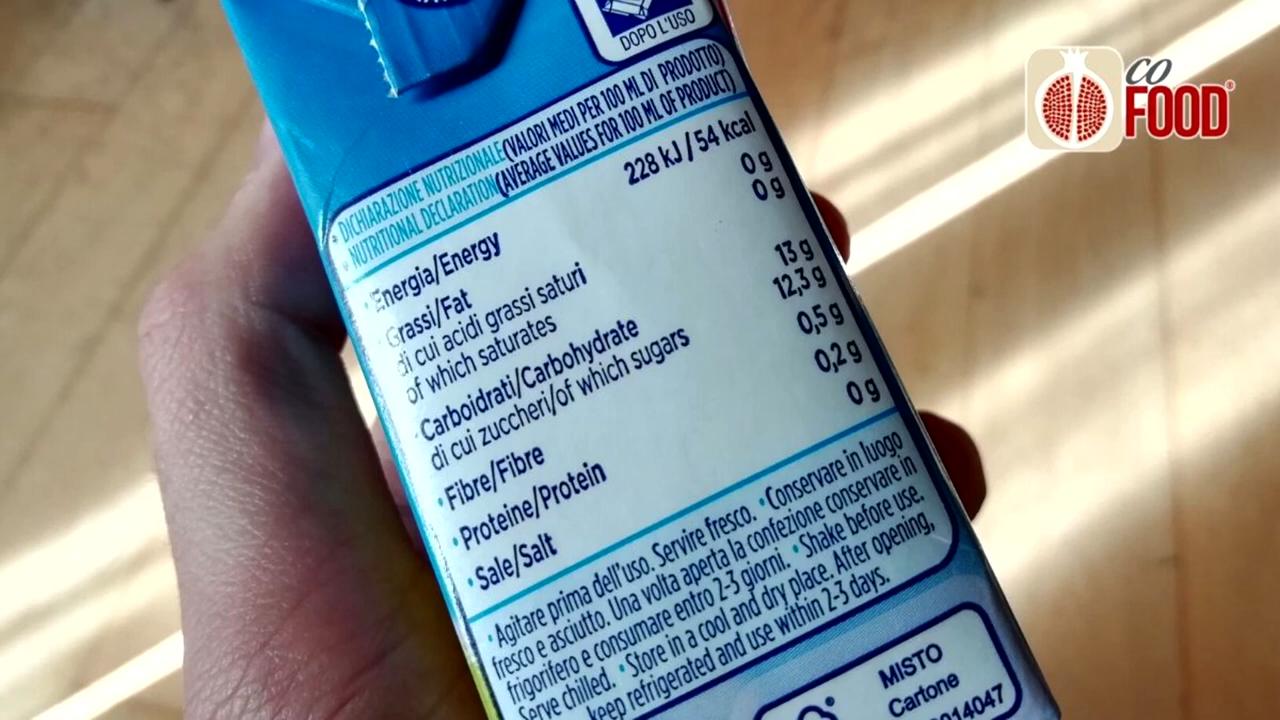 CO
FOOD®
DOPO L'USO
• DICHIARAZIONE NUTRIZIONALE (VALORI MEDI PER 100 ML DI PRODOTTO)
• NUTRITIONAL DECLARATION (AVERAGE VALUES FOR 100 ML OF PRODUCT)
• Energia/Energy 228 kJ / 54 kcal
• Grassi/Fat 0 g
di cui acidi grassi saturi 0 g
of which saturates
• Carboidrati/Carbohydrate 13 g
di cui zuccheri/of which sugars 12,3 g
• Fibre/Fibre 0,5 g
• Proteine/Protein 0,2 g
• Sale/Salt 0 g
• Agitare prima dell'uso. Servire fresco. • Conservare in luogo
fresco e asciutto. Una volta aperta la confezione conservare in
frigorifero e consumare entro 2-3 giorni. • Shake before use.
Serve chilled. • Store in a cool and dry place. After opening,
keep refrigerated and use within 2-3 days.
MISTO
Cartone
014047